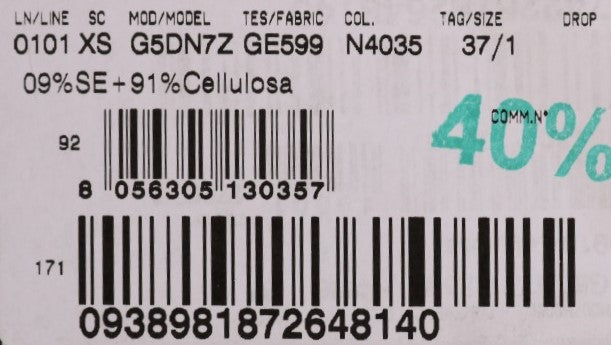 LN/LINE SC MOD/MODEL TES/FABRIC COL. TAG/SIZE DROP
0101 XS G5DN7Z GE599 N4035 37/1
09%SE+91%Cellulosa
COMM.N°
40%
92
8 056305 130357
171
0938981872648140